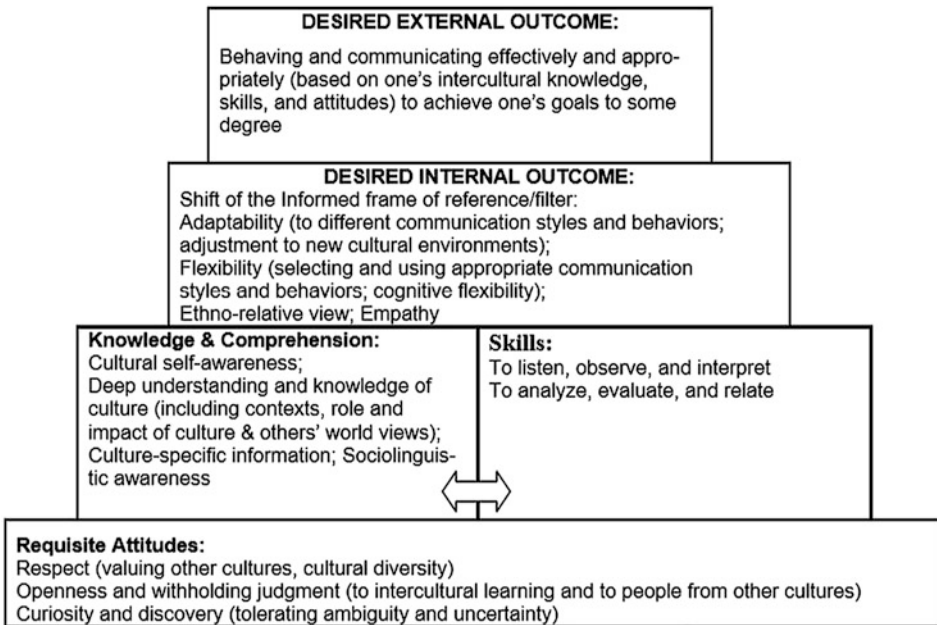 DESIRED EXTERNAL OUTCOME:
Behaving and communicating effectively and appro-
priately (based on one's intercultural knowledge,
skills, and attitudes) to achieve one's goals to some
degree
DESIRED INTERNAL OUTCOME:
Shift of the Informed frame of reference/filter:
Adaptability (to different communication styles and behaviors;
adjustment to new cultural environments);
Flexibility (selecting and using appropriate communication
styles and behaviors; cognitive flexibility);
Ethno-relative view; Empathy
Knowledge & Comprehension:
Cultural self-awareness;
Deep understanding and knowledge of
culture (including contexts, role and
impact of culture & others' world views);
Culture-specific information; Sociolinguis-
tic awareness
Skills:
To listen, observe, and interpret
To analyze, evaluate, and relate
Requisite Attitudes:
Respect (valuing other cultures, cultural diversity)
Openness and withholding judgment (to intercultural learning and to people from other cultures)
Curiosity and discovery (tolerating ambiguity and uncertainty)